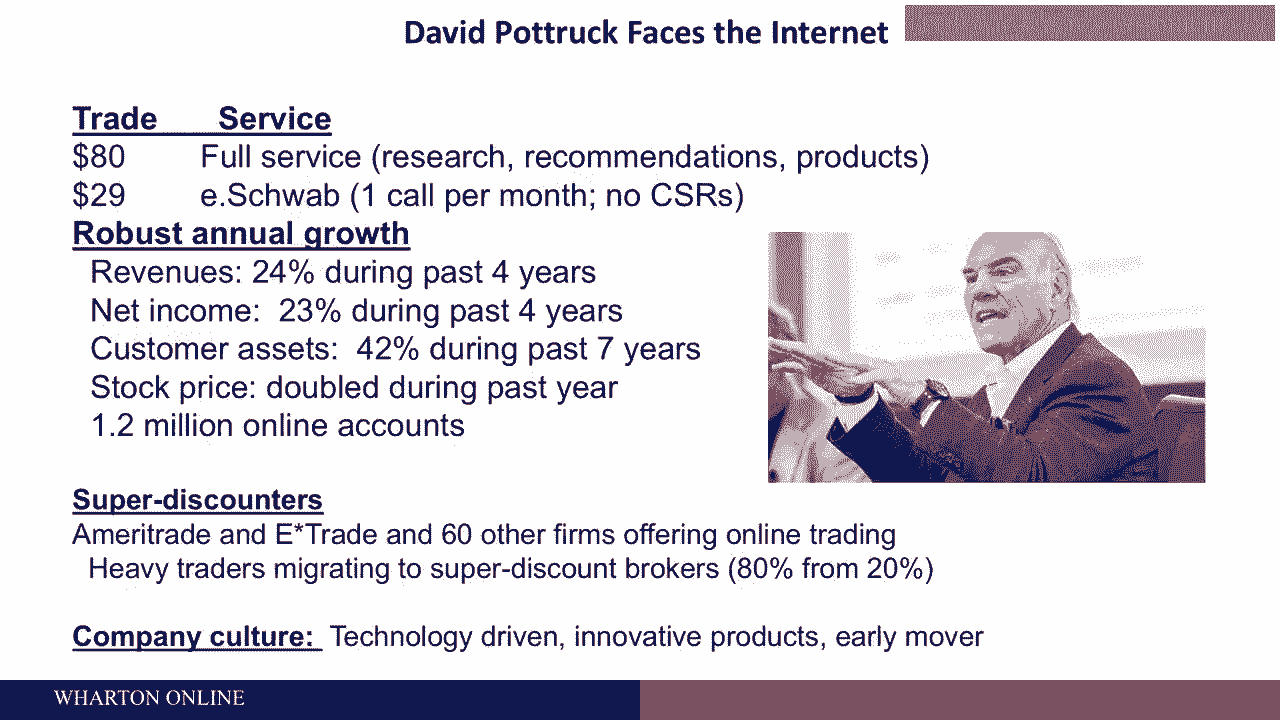 David Pottruck Faces the Internet
Trade Service
$80 Full service (research, recommendations, products)
$29 e.Schwab (1 call per month; no CSRs)
Robust annual growth
Revenues: 24% during past 4 years
Net income: 23% during past 4 years
Customer assets: 42% during past 7 years
Stock price: doubled during past year
1.2 million online accounts
Super-discounters
Ameritrade and E*Trade and 60 other firms offering online trading
Heavy traders migrating to super-discount brokers (80% from 20%)
Company culture: Technology driven, innovative products, early mover
WHARTON ONLINE